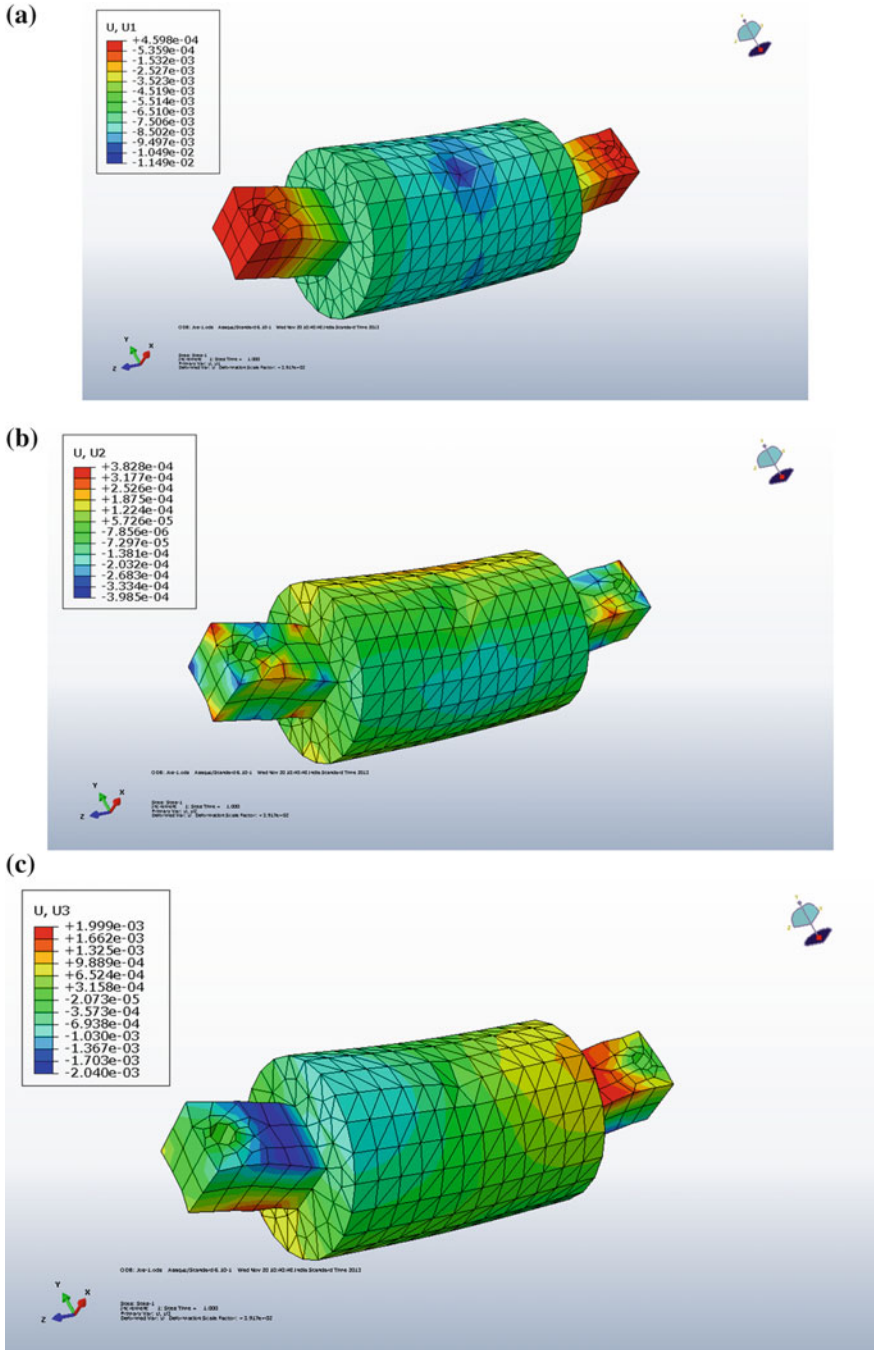 (a)
U, U1
+4.598e-04
-5.359e-04
-1.532e-03
-2.527e-03
-3.523e-03
-4.519e-03
-5.514e-03
-6.510e-03
-7.506e-03
-8.502e-03
-9.497e-03
-1.049e-02
-1.149e-02
Y
X
Z
(b)
U, U2
+3.828e-04
+3.177e-04
+2.526e-04
+1.875e-04
+1.224e-04
+5.726e-05
-7.856e-06
-7.297e-05
-1.381e-04
-2.032e-04
-2.683e-04
-3.334e-04
-3.985e-04
Y
X
Z
(c)
U, U3
+1.999e-03
+1.662e-03
+1.325e-03
+9.889e-04
+6.524e-04
+3.158e-04
-2.073e-05
-3.573e-04
-6.938e-04
-1.030e-03
-1.367e-03
-1.703e-03
-2.040e-03
Y
X
Z